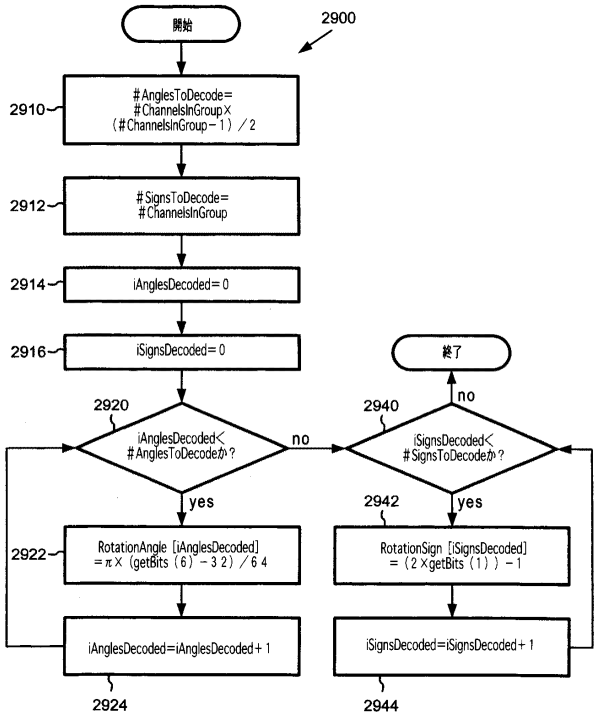 開始
2900
2910
#AnglesToDecode=
#ChannelsInGroup×
(#ChannelsInGroup-1)/2
2912
#SignsToDecode=
#ChannelsInGroup
2914
iAnglesDecoded=0
2916
iSignsDecoded=0
終了
2920
iAnglesDecoded<
#AnglesToDecodeか?
no
yes
2940
iSignsDecoded<
#SignsToDecodeか?
no
yes
2922
RotationAngle [iAnglesDecoded]
=π×(getBits(6)-32)/64
2942
RotationSign [iSignsDecoded]
=(2×getBits(1))-1
iAnglesDecoded=iAnglesDecoded+1
2924
iSignsDecoded=iSignsDecoded+1
2944